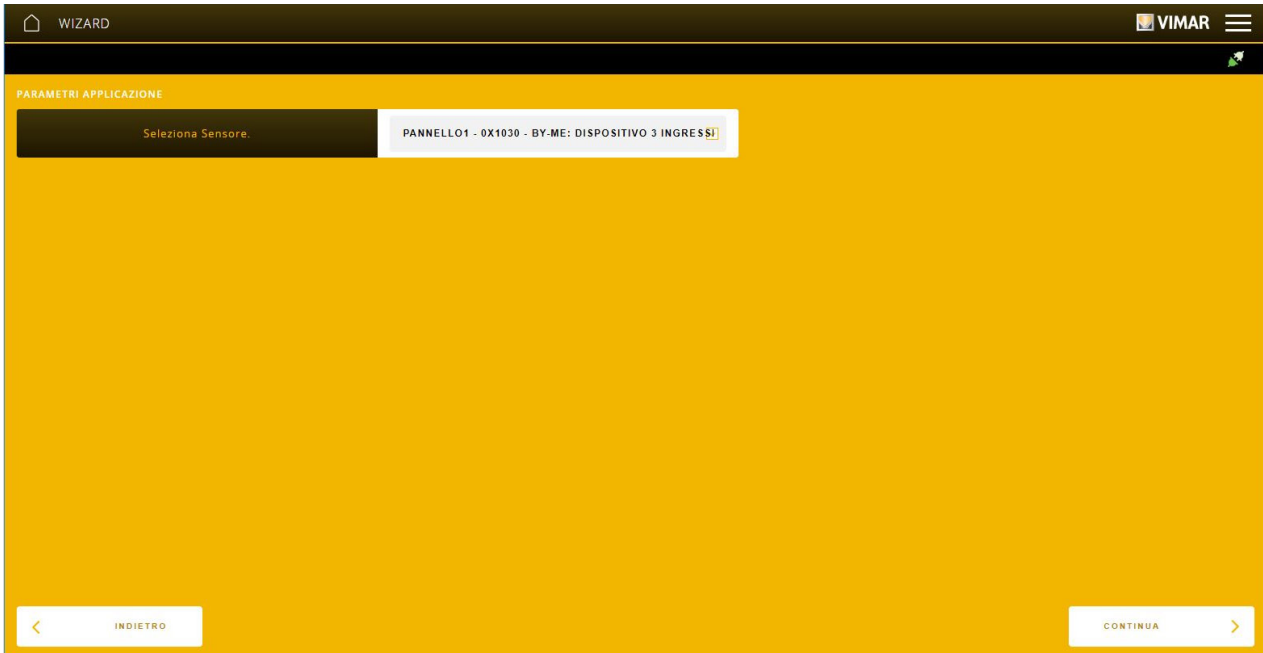 WIZARD
VIMAR
PARAMETRI APPLICAZIONE
Seleziona Sensore.
PANNELLO1 - 0X1030 - BY-ME: DISPOSITIVO 3 INGRESSI
INDIETRO
CONTINUA